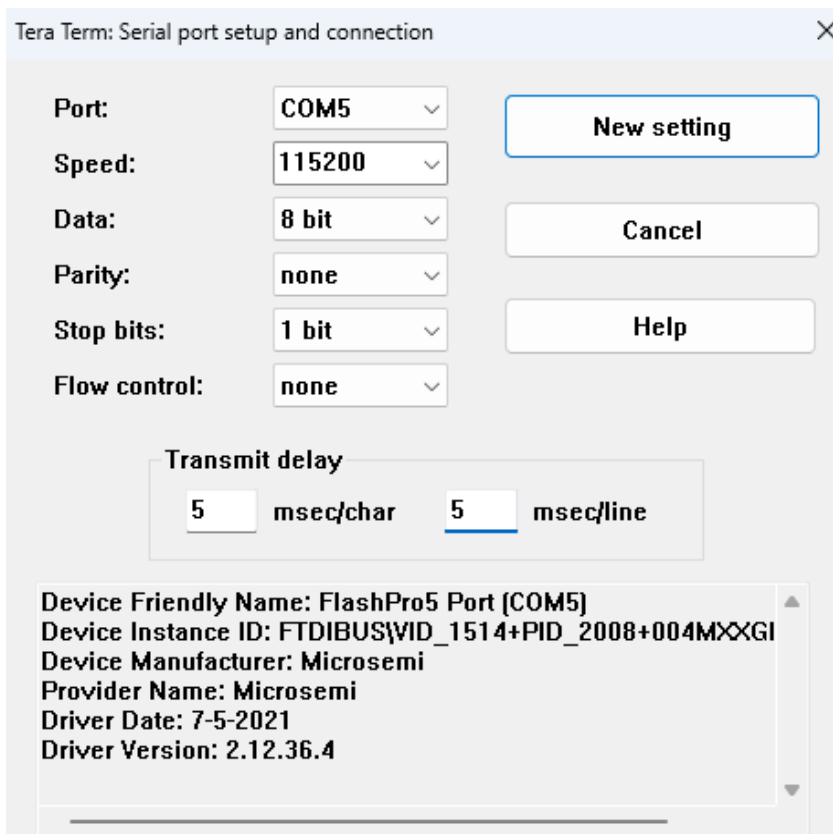 Tera Term: Serial port setup and connection
Port: COM5
New setting
Speed: 115200
Data: 8 bit
Cancel
Parity: none
Stop bits: 1 bit
Help
Flow control: none
Transmit delay
5 msec/char 5 msec/line
Device Friendly Name: FlashPro5 Port (COM5)
Device Instance ID: FTDIBUS\VID_1514+PID_2008+004MXXGI
Device Manufacturer: Microsemi
Provider Name: Microsemi
Driver Date: 7-5-2021
Driver Version: 2.12.36.4